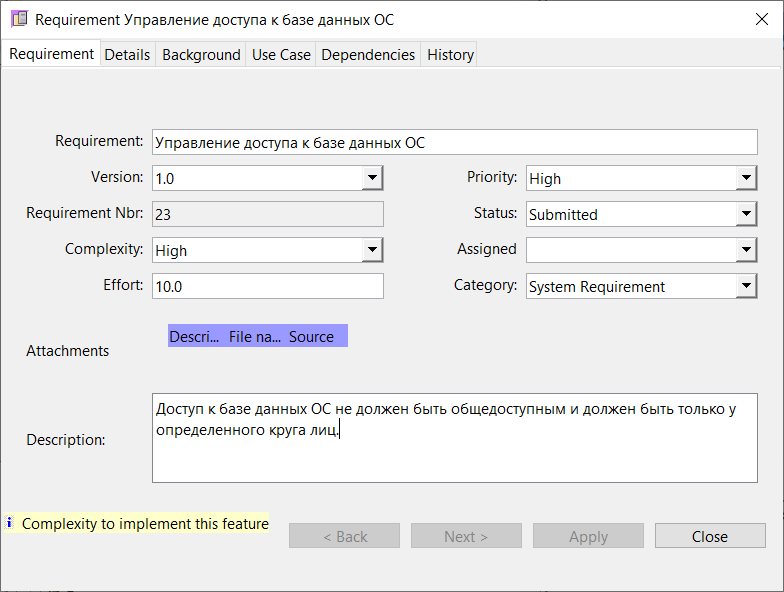 Requirement Управление доступа к базе данных ОС
Requirement Details Background Use Case Dependencies History
Requirement: Управление доступа к базе данных ОС
Version: 1.0 Priority: High
Requirement Nbr: 23 Status: Submitted
Complexity: High Assigned
Effort: 10.0 Category: System Requirement
Descri... File na... Source
Attachments
Доступ к базе данных ОС не должен быть общедоступным и должен быть только у
определенного круга лиц.
Description:
Complexity to implement this feature
< Back Next > Apply Close